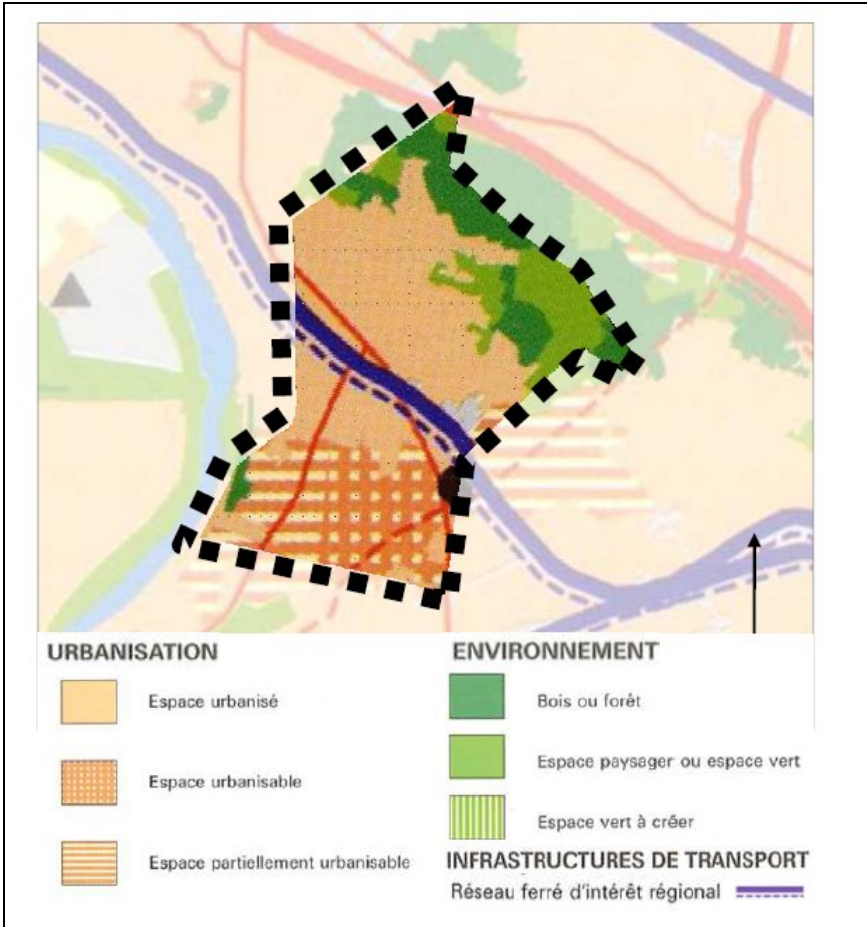 URBANISATION
Espace urbanisé
Espace urbanisable
Espace partiellement urbanisable
ENVIRONNEMENT
Bois ou forêt
Espace paysager ou espace vert
Espace vert à créer
INFRASTRUCTURES DE TRANSPORT
Réseau ferré d'intérêt régional